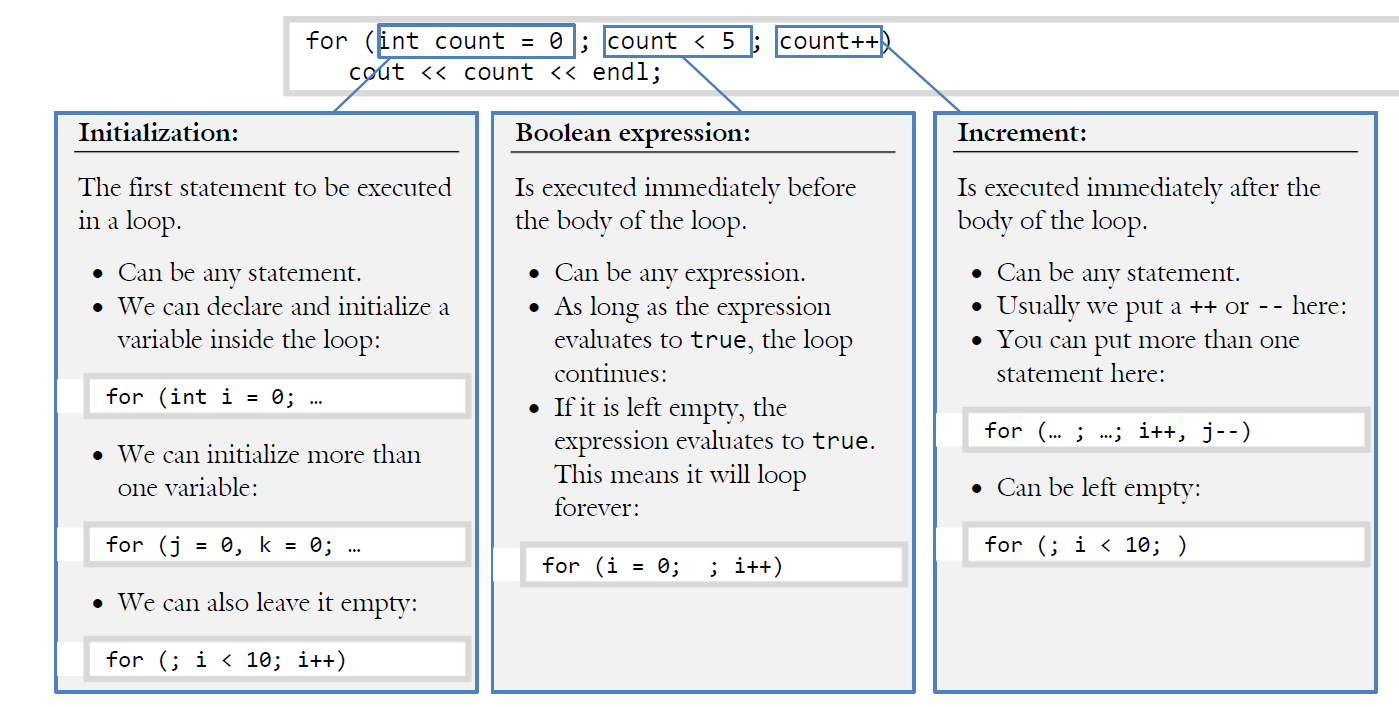 for (int count = 0 ; count < 5 ; count++)
cout << count << endl;
Initialization:
The first statement to be executed
in a loop.
• Can be any statement.
• We can declare and initialize a
variable inside the loop:
for (int i = 0; …
• We can initialize more than
one variable:
for (j = 0, k = 0; …
• We can also leave it empty:
for (; i < 10; i++)
Boolean expression:
Is executed immediately before
the body of the loop.
• Can be any expression.
• As long as the expression
evaluates to true, the loop
continues:
• If it is left empty, the
expression evaluates to true.
This means it will loop
forever:
for (i = 0;  ; i++)
Increment:
Is executed immediately after the
body of the loop.
• Can be any statement.
• Usually we put a ++ or -- here:
• You can put more than one
statement here:
for (… ; …; i++, j--)
• Can be left empty:
for (; i < 10; )